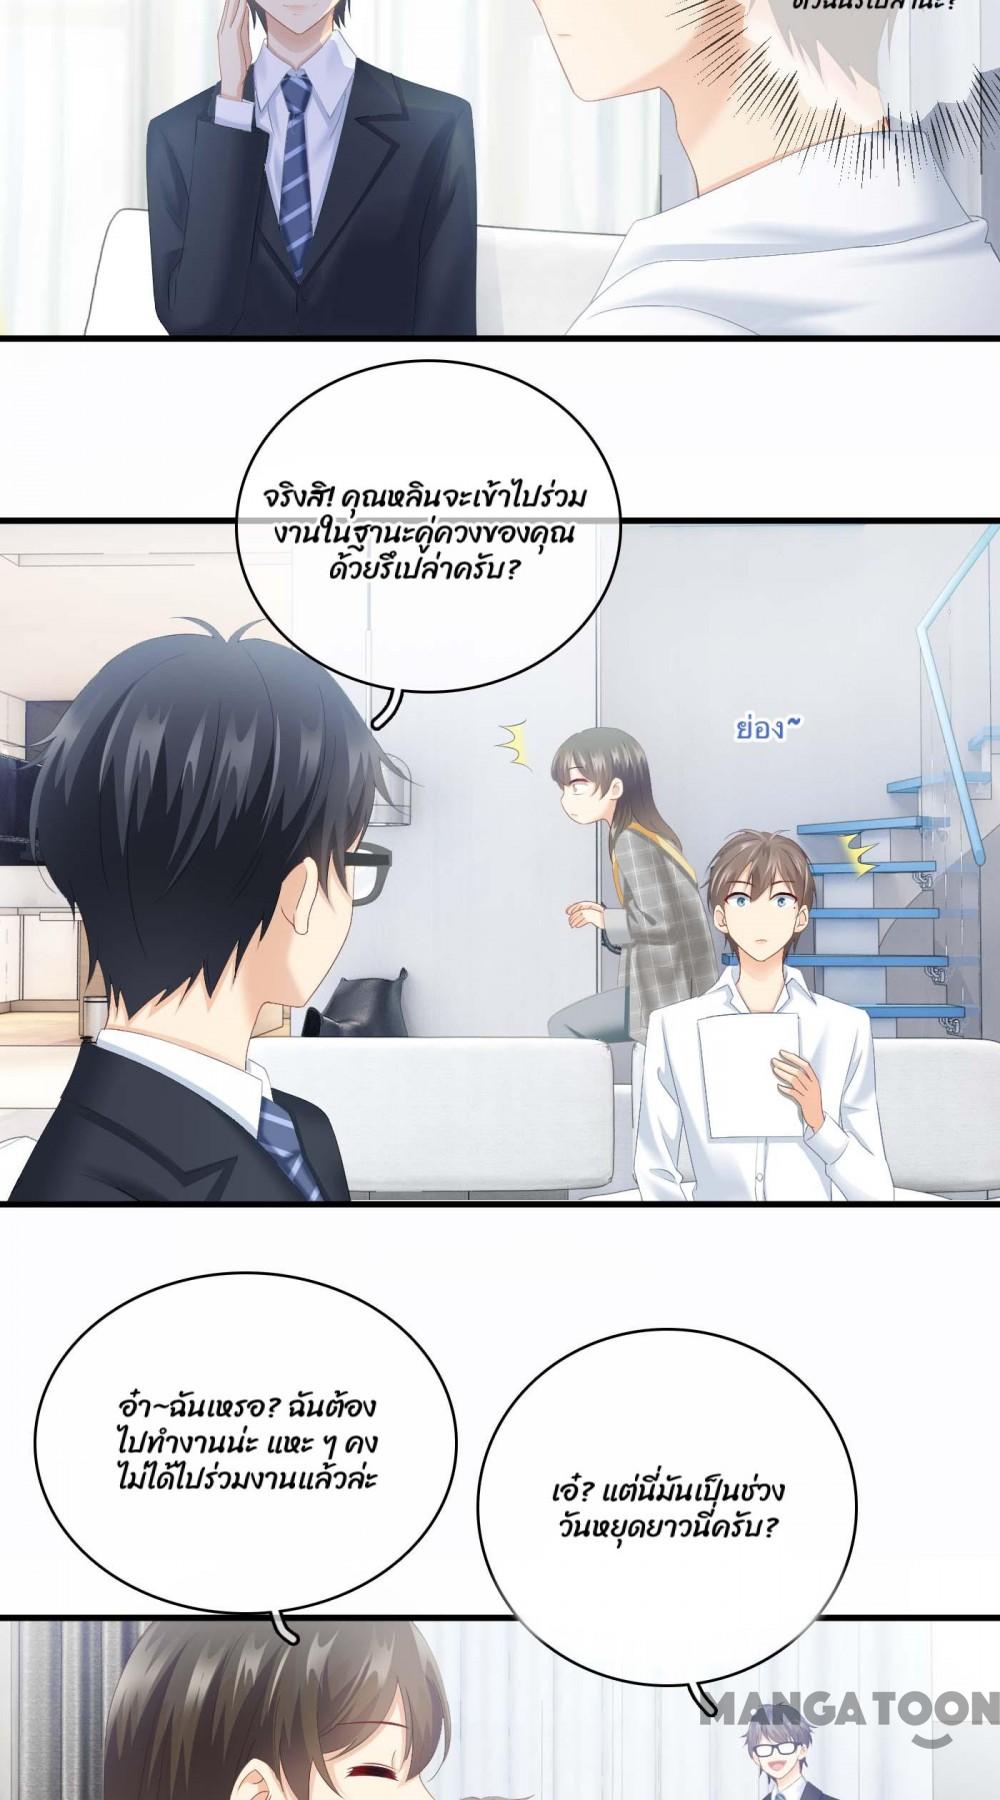 จริงสิ! คุณหลินจะเข้าไปร่วม
งานในฐานะคู่ควงของคุณ
ด้วยรึเปล่าครับ?
ย่อง~
อ๋า~ฉันเหรอ? ฉันต้อง
ไปทำงานน่ะ แหะ ๆ คง
ไม่ได้ไปร่วมงานแล้วล่ะ
เอ๋? แต่นี่มันเป็นช่วง
วันหยุดยาวนี่ครับ?
MANGATOON